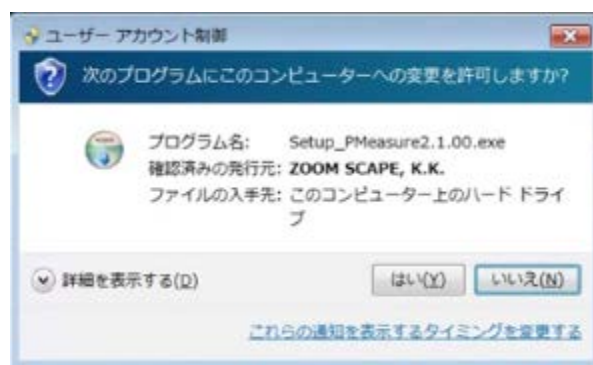 ユーザー アカウント制御
次のプログラムにこのコンピューターへの変更を許可しますか?
プログラム名: Setup_PMeasure2.1.00.exe
確認済みの発行元: ZOOM SCAPE, K.K.
ファイルの入手先: このコンピューター上のハード ドライ
ブ
詳細を表示する(D)
はい(Y)
いいえ(N)
これらの通知を表示するタイミングを変更する